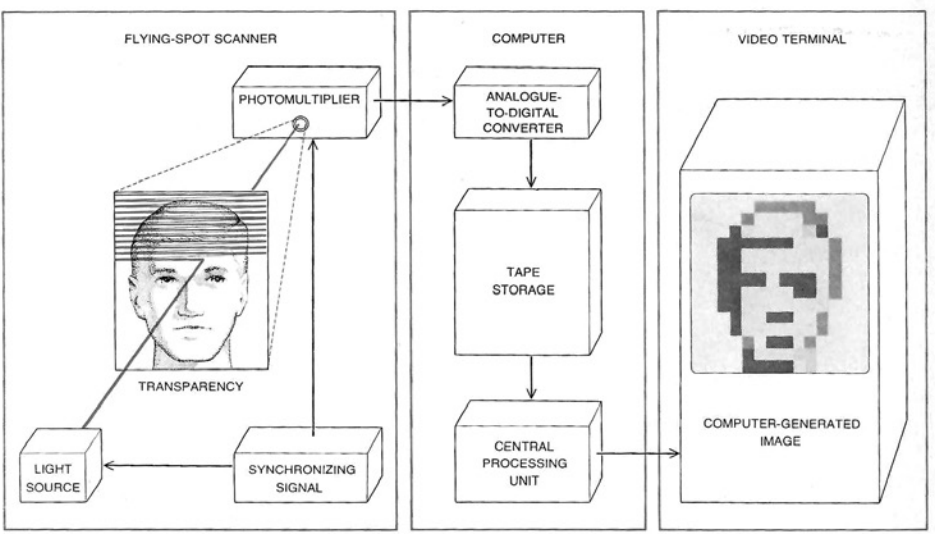 FLYING-SPOT SCANNER
PHOTOMULTIPLIER
TRANSPARENCY
LIGHT
SOURCE
SYNCHRONIZING
SIGNAL
COMPUTER
ANALOGUE-
TO-DIGITAL
CONVERTER
TAPE
STORAGE
CENTRAL
PROCESSING
UNIT
VIDEO TERMINAL
COMPUTER-GENERATED
IMAGE